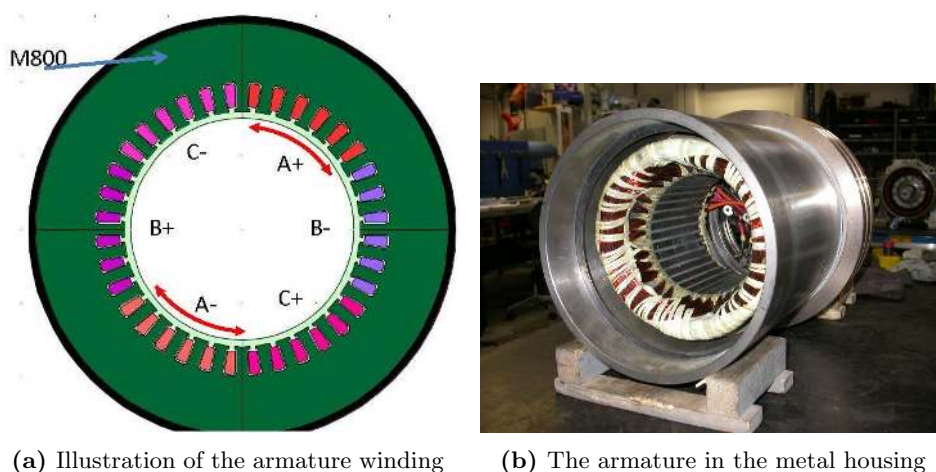 M800
C-
A+
B+
B-
A-
C+
(a) Illustration of the armature winding
(b) The armature in the metal housing